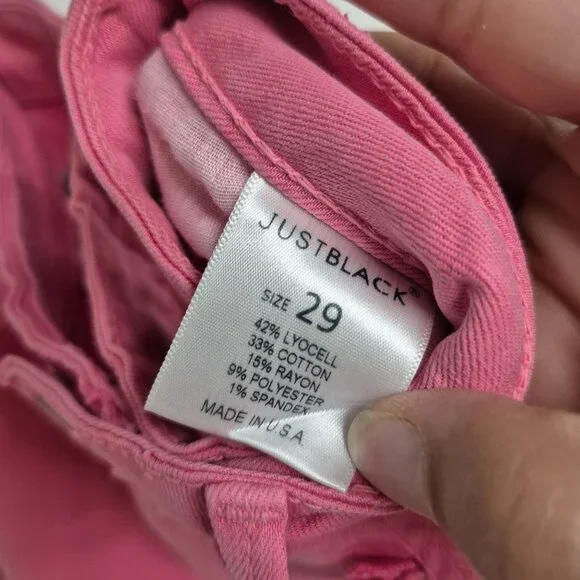 JUSTBLACK®
SIZE 29
42% LYOCELL
33% COTTON
15% RAYON
9% POLYESTER
1% SPANDEX
MADE IN U.S.A